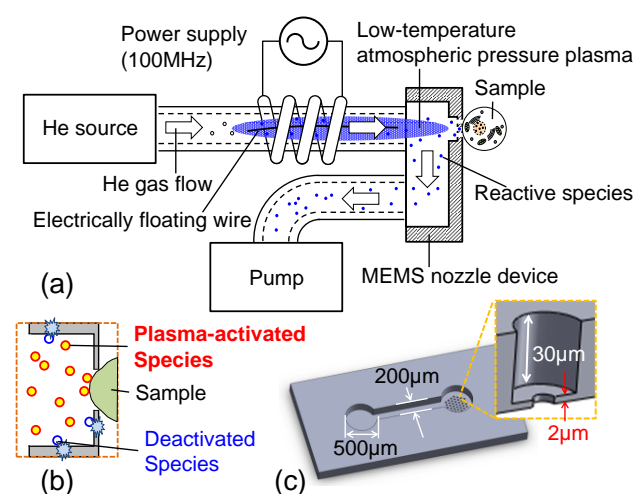 Power supply
(100MHz)
Low-temperature
atmospheric pressure plasma
Sample
He source
He gas flow
Electrically floating wire
Reactive species
Pump
MEMS nozzle device
(a)
Plasma-activated
Species
Sample
Deactivated
Species
(b)
200μm
500μm
30μm
2μm
(c)